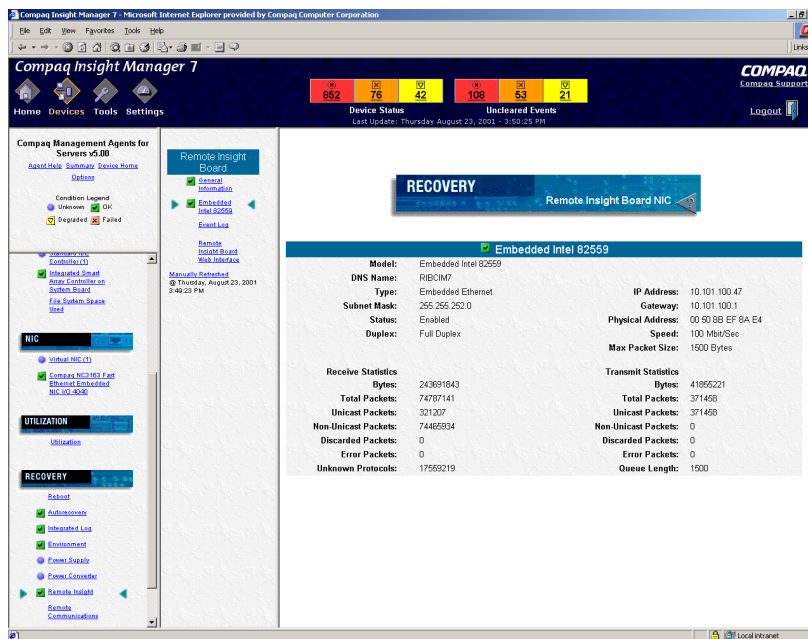 Compaq Insight Manager 7 - Microsoft Internet Explorer provided by Compaq Computer Corporation
File Edit View Favorites Tools Help
Links
Compaq Insight Manager 7
Home Devices Tools Settings
852 76 42
Device Status
108 53 21
Uncleared Events
Last Update: Thursday August 23, 2001 - 3:50:25 PM
COMPAQ
Compaq Support
Logout
Compaq Management Agents for
Servers v5.00
Agent Help Summary Device Home
Options
Condition Legend
Unknown OK
Degraded Failed
Controller (1)
Integrated Smart
Array Controller on
System Board
File System Space
Used
NIC
Virtual NIC (1)
Compaq NC3163 Fast
Ethernet Embedded
NIC I/O 4040
UTILIZATION
Utilization
RECOVERY
Reboot
Autorecovery
Integrated Log
Environment
Power Supply
Power Converter
Remote Insight
Remote
Communications
Remote Insight
Board
General
Information
Embedded
Intel 82559
Event Log
Remote
Insight Board
Web Interface
Manually Refreshed
@ Thursday, August 23, 2001
3:49:23 PM
RECOVERY
Remote Insight Board NIC
?
Embedded Intel 82559
Model: Embedded Intel 82559
DNS Name: RIBCIM7
Type: Embedded Ethernet IP Address: 10.101.100.47
Subnet Mask: 255.255.252.0 Gateway: 10.101.100.1
Status: Enabled Physical Address: 00 50 8B EF 8A E4
Duplex: Full Duplex Speed: 100 Mbit/Sec
Max Packet Size: 1500 Bytes
Receive Statistics Transmit Statistics
Bytes: 243691843 Bytes: 41855221
Total Packets: 74787141 Total Packets: 371458
Unicast Packets: 321207 Unicast Packets: 371458
Non-Unicast Packets: 74465934 Non-Unicast Packets: 0
Discarded Packets: 0 Discarded Packets: 0
Error Packets: 0 Error Packets: 0
Unknown Protocols: 17559219 Queue Length: 1500
Local intranet